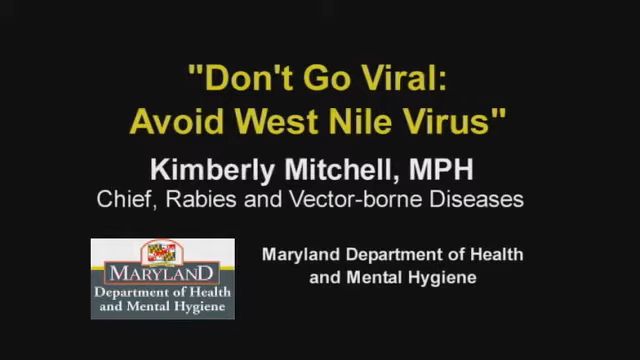 "Don't Go Viral:
Avoid West Nile Virus"
Kimberly Mitchell, MPH
Chief, Rabies and Vector-borne Diseases
Maryland Department of Health
and Mental Hygiene
MARYLAND
Department of Health
and Mental Hygiene